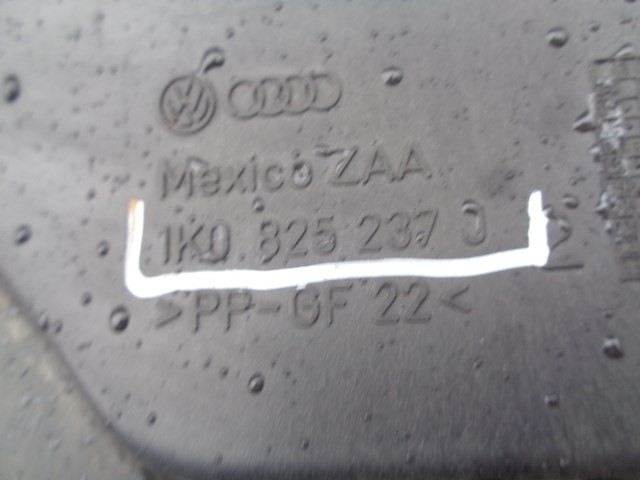 Mexico ZAA
1K0 825 237 J
>PP-GF 22<